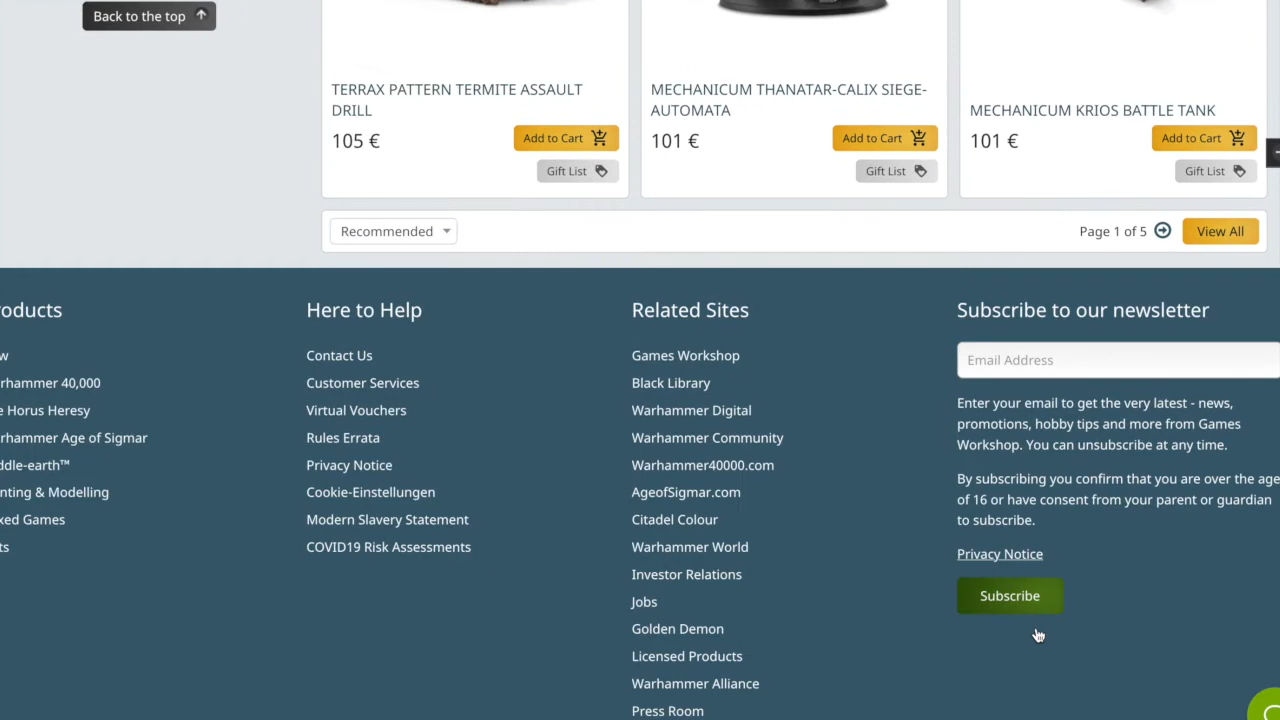 Back to the top
TERRAX PATTERN TERMITE ASSAULT
DRILL
105 €
Add to Cart
Gift List
MECHANICUM THANATAR-CALIX SIEGE-
AUTOMATA
101 €
Add to Cart
Gift List
MECHANICUM KRIOS BATTLE TANK
101 €
Add to Cart
Gift List
Recommended
Page 1 of 5
View All
oducts
w
rhammer 40,000
e Horus Heresy
rhammer Age of Sigmar
ddle-earth™
nting & Modelling
xed Games
ts
Here to Help
Contact Us
Customer Services
Virtual Vouchers
Rules Errata
Privacy Notice
Cookie-Einstellungen
Modern Slavery Statement
COVID19 Risk Assessments
Related Sites
Games Workshop
Black Library
Warhammer Digital
Warhammer Community
Warhammer40000.com
AgeofSigmar.com
Citadel Colour
Warhammer World
Investor Relations
Jobs
Golden Demon
Licensed Products
Warhammer Alliance
Press Room
Subscribe to our newsletter
Email Address
Enter your email to get the very latest - news,
promotions, hobby tips and more from Games
Workshop. You can unsubscribe at any time.
By subscribing you confirm that you are over the age
of 16 or have consent from your parent or guardian
to subscribe.
Privacy Notice
Subscribe